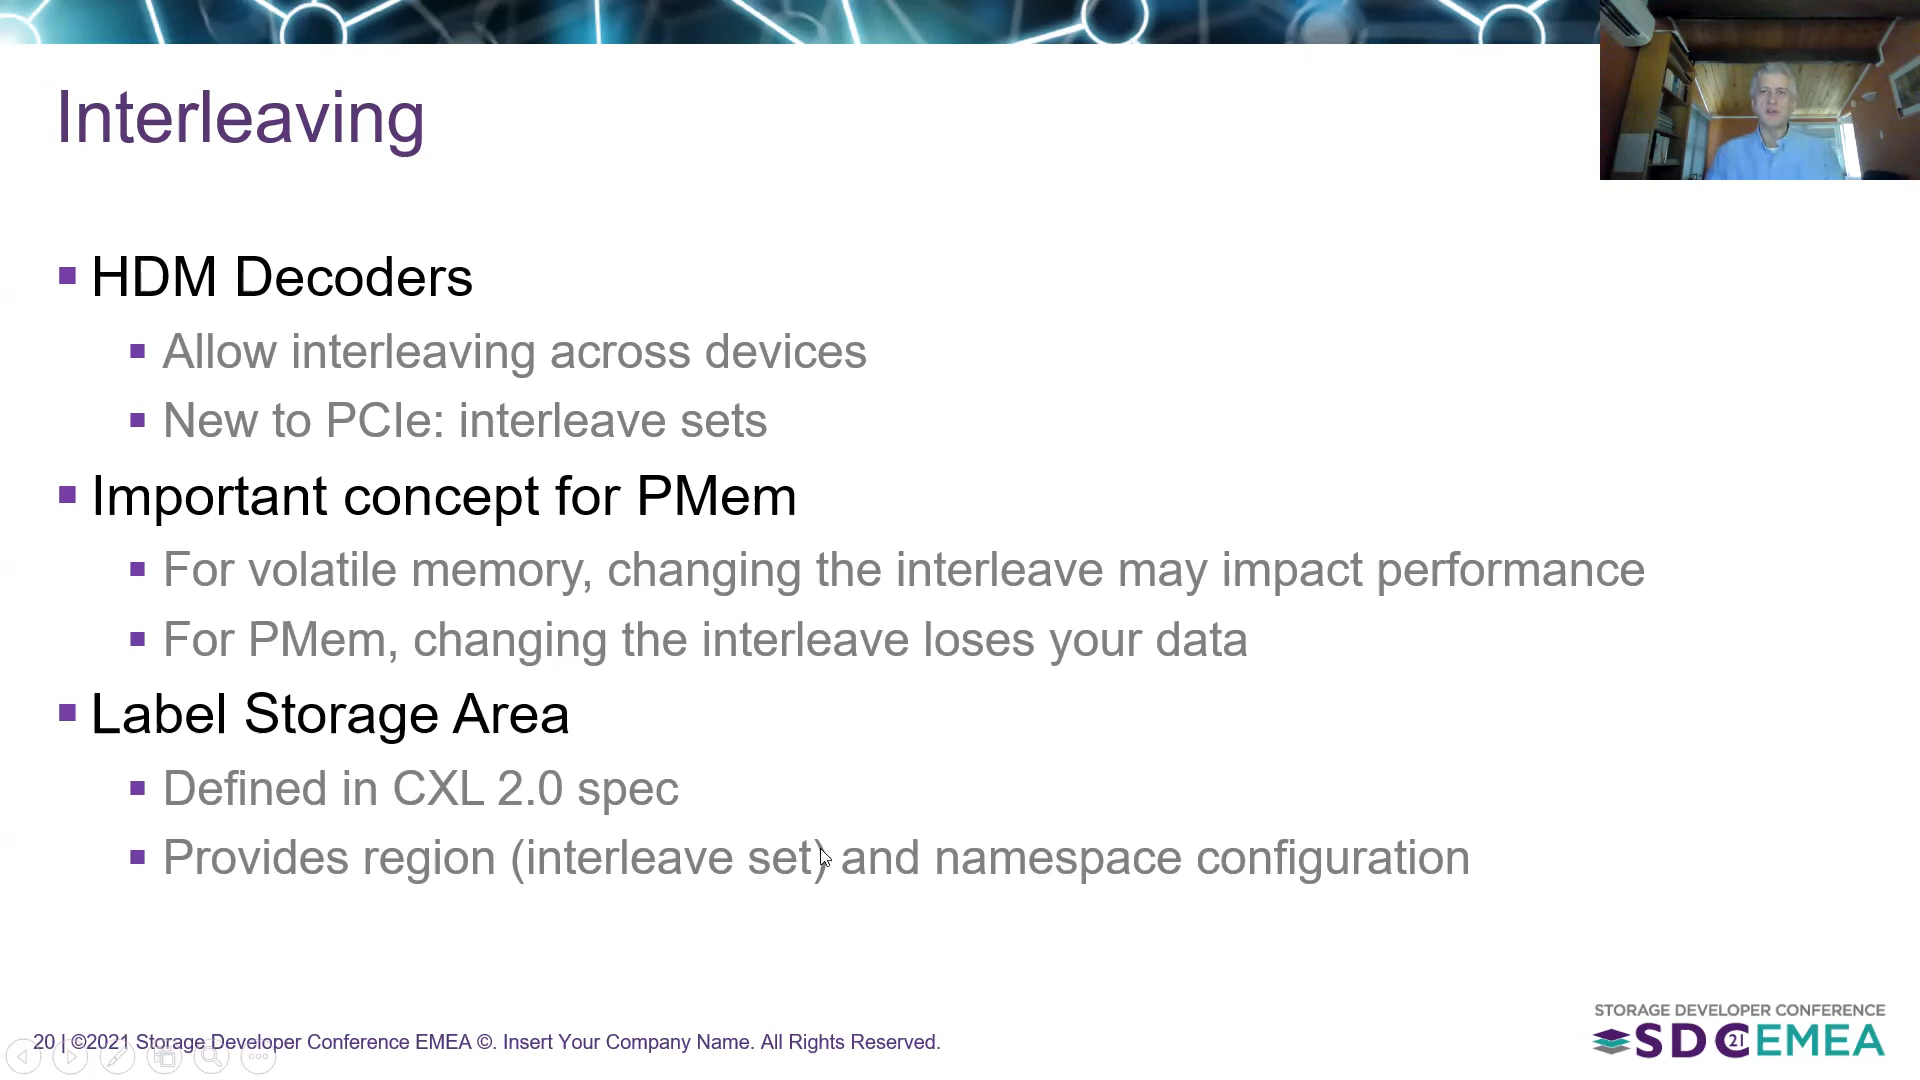 Interleaving
HDM Decoders
Allow interleaving across devices
New to PCIe: interleave sets
Important concept for PMem
For volatile memory, changing the interleave may impact performance
For PMem, changing the interleave loses your data
Label Storage Area
Defined in CXL 2.0 spec
Provides region (interleave set) and namespace configuration
20 | ©2021 Storage Developer Conference EMEA ©. Insert Your Company Name. All Rights Reserved.
STORAGE DEVELOPER CONFERENCE
SDC 21 EMEA